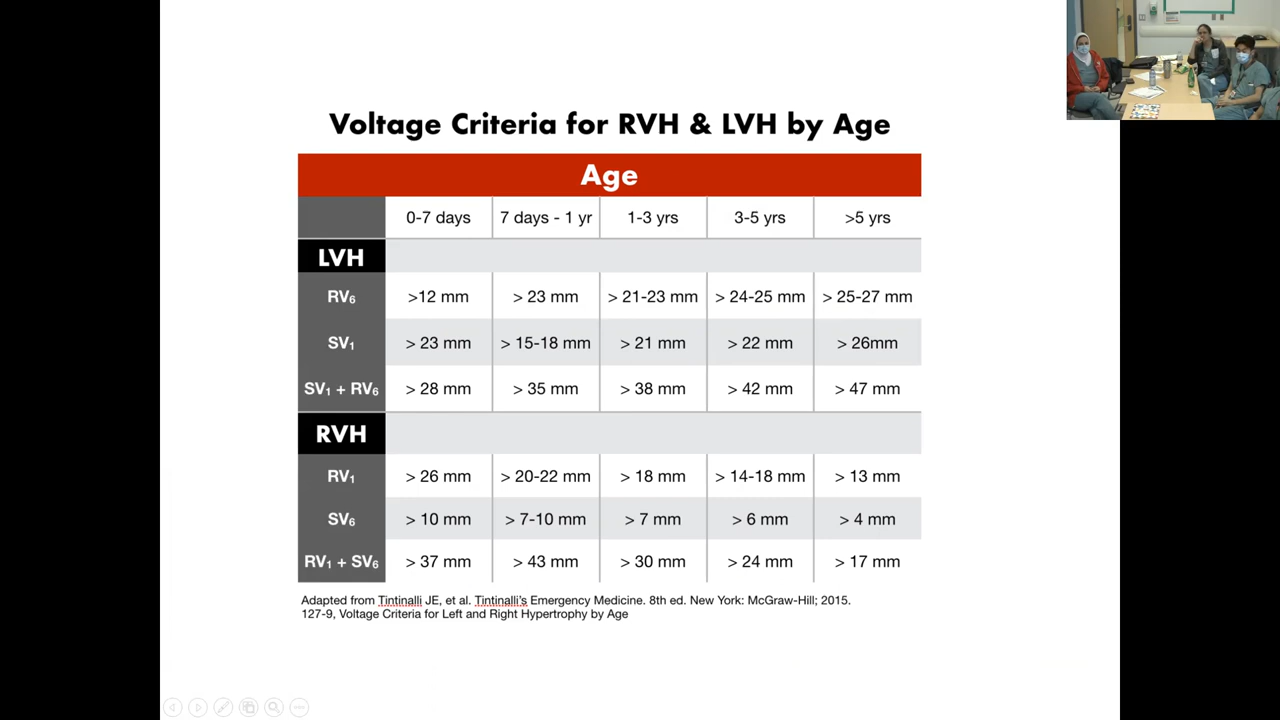 Voltage Criteria for RVH & LVH by Age
Age
0-7 days 7 days - 1 yr 1-3 yrs 3-5 yrs >5 yrs
LVH
RV₆ >12 mm > 23 mm > 21-23 mm > 24-25 mm > 25-27 mm
SV₁ > 23 mm > 15-18 mm > 21 mm > 22 mm > 26mm
SV₁ + RV₆ > 28 mm > 35 mm > 38 mm > 42 mm > 47 mm
RVH
RV₁ > 26 mm > 20-22 mm > 18 mm > 14-18 mm > 13 mm
SV₆ > 10 mm > 7-10 mm > 7 mm > 6 mm > 4 mm
RV₁ + SV₆ > 37 mm > 43 mm > 30 mm > 24 mm > 17 mm
Adapted from Tintinalli JE, et al. Tintinalli's Emergency Medicine. 8th ed. New York: McGraw-Hill; 2015.
127-9, Voltage Criteria for Left and Right Hypertrophy by Age